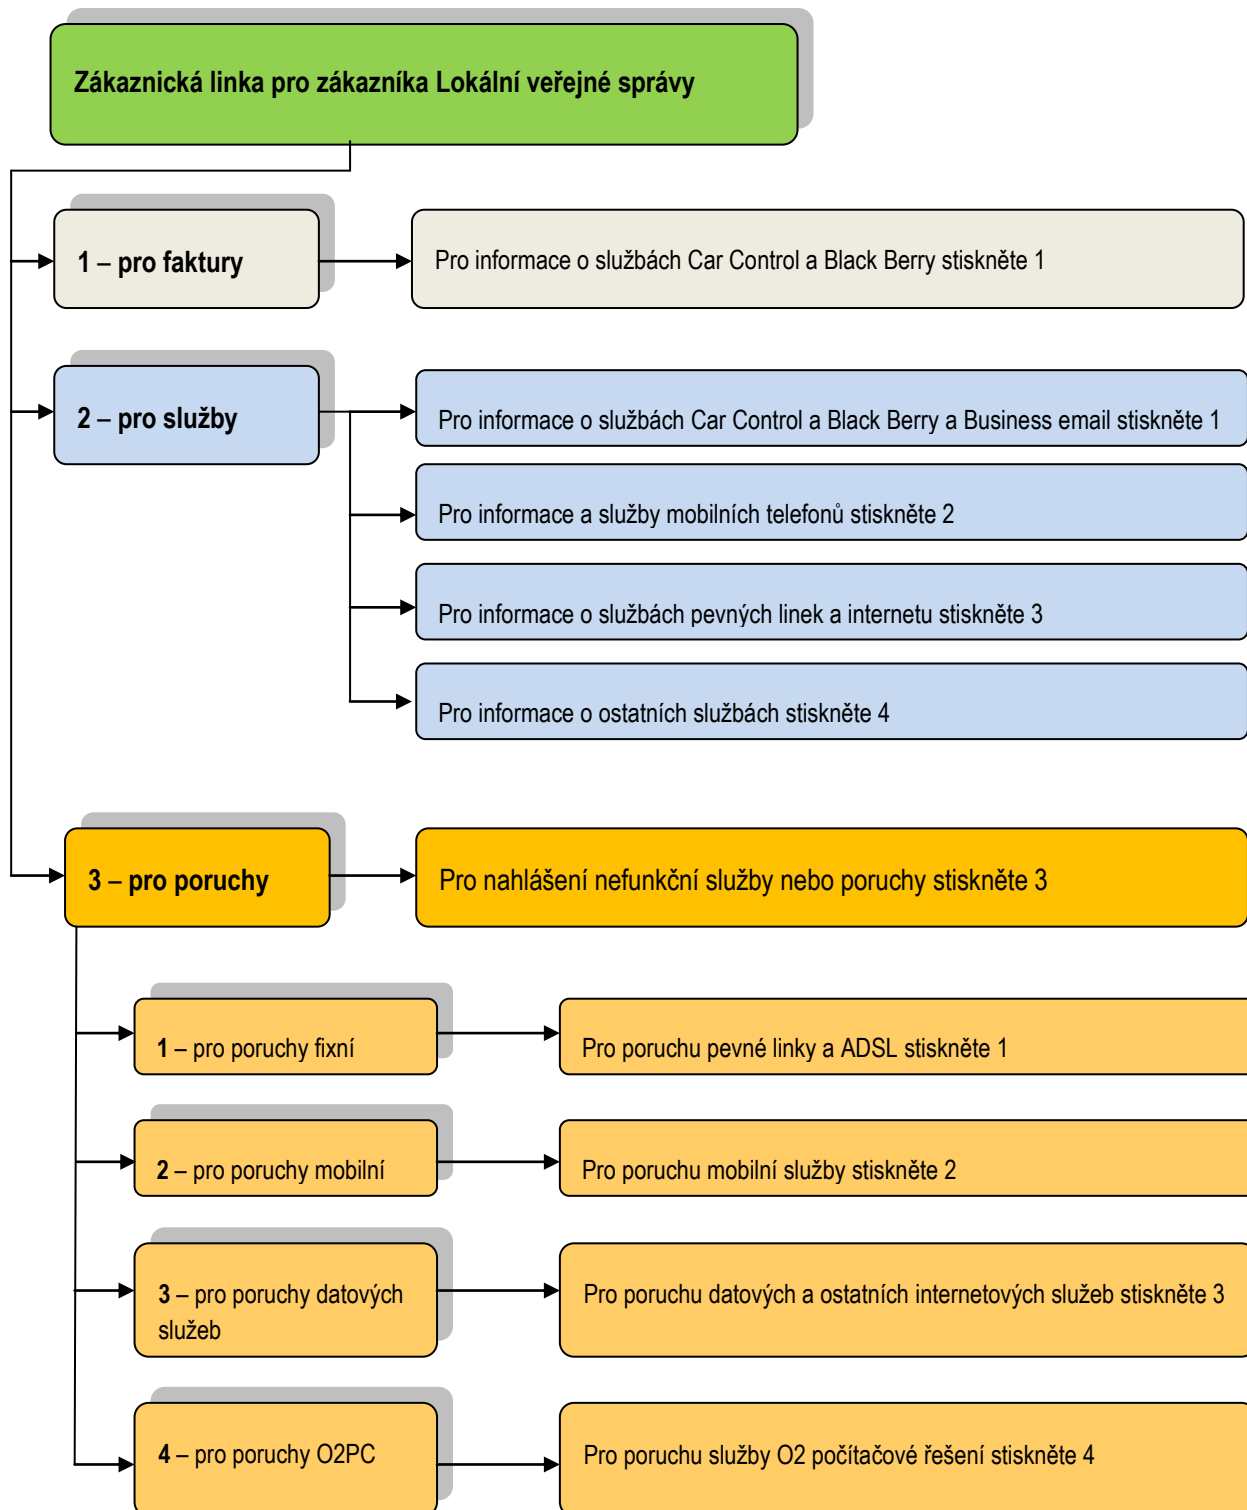 Zákaznická linka pro zákazníka Lokální veřejné správy
1 – pro faktury
Pro informace o službách Car Control a Black Berry stiskněte 1
2 – pro služby
Pro informace o službách Car Control a Black Berry a Business email stiskněte 1
Pro informace a služby mobilních telefonů stiskněte 2
Pro informace o službách pevných linek a internetu stiskněte 3
Pro informace o ostatních službách stiskněte 4
3 – pro poruchy
Pro nahlášení nefunkční služby nebo poruchy stiskněte 3
1 – pro poruchy fixní
Pro poruchu pevné linky a ADSL stiskněte 1
2 – pro poruchy mobilní
Pro poruchu mobilní služby stiskněte 2
3 – pro poruchy datových
služeb
Pro poruchu datových a ostatních internetových služeb stiskněte 3
4 – pro poruchy O2PC
Pro poruchu služby O2 počítačové řešení stiskněte 4